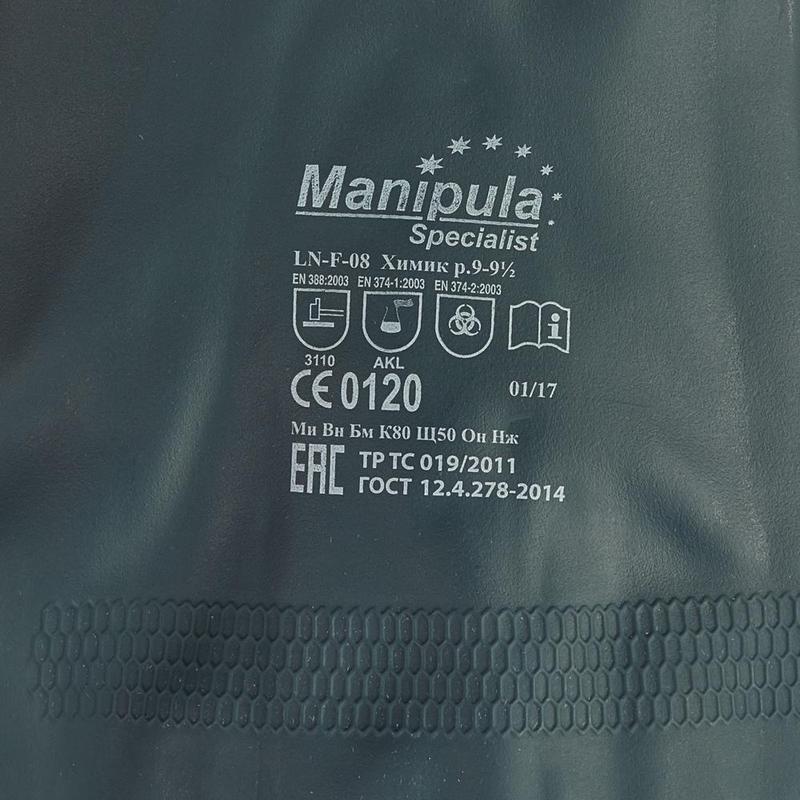 Manipula
Specialist
LN-F-08 Химик р.9-9½
EN 388:2003 EN 374-1:2003 EN 374-2:2003
i
3110 AKL
CE 0120 01/17
Ми Вн Бм К80 Щ50 Он Нж
EAC ТР ТС 019/2011
ГОСТ 12.4.278-2014